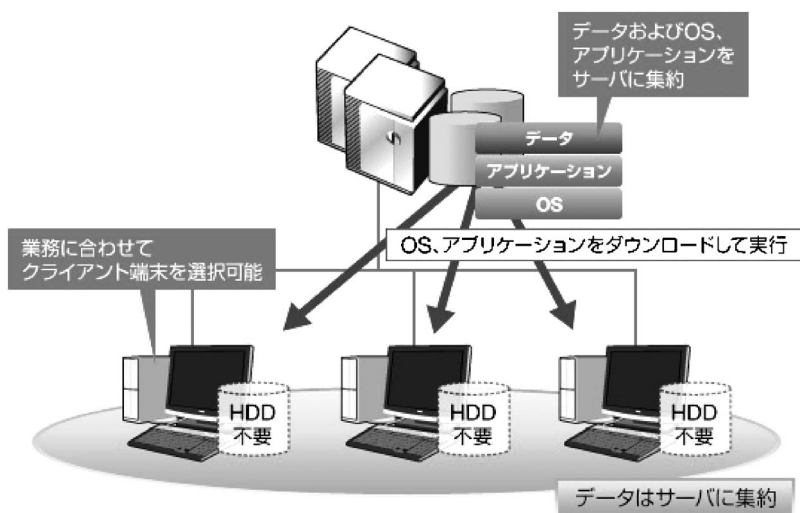 データおよびOS、
アプリケーションを
サーバに集約
データ
アプリケーション
OS
業務に合わせて
クライアント端末を選択可能
OS、アプリケーションをダウンロードして実行
HDD
不要
HDD
不要
HDD
不要
データはサーバに集約